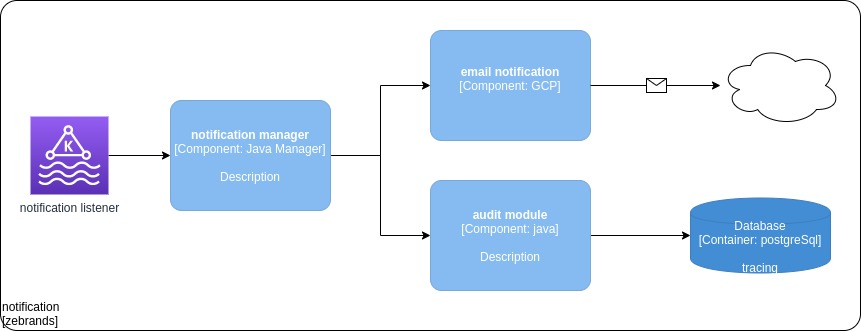 email notification
[Component: GCP]
notification manager
[Component: Java Manager]
Description
K
notification listener
audit module
[Component: java]
Description
Database
[Container: postgreSql]
tracing
notification
[zebrands]